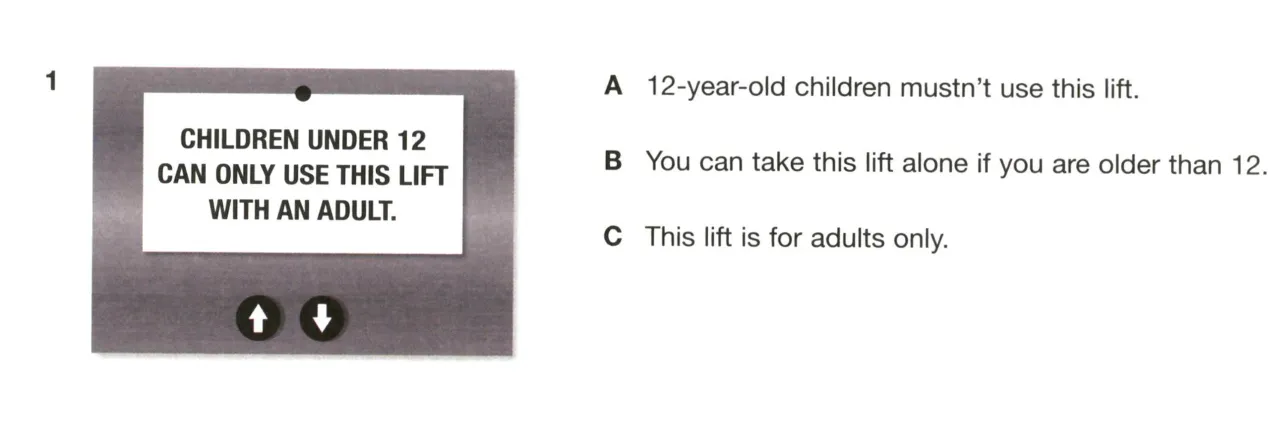 1
CHILDREN UNDER 12
CAN ONLY USE THIS LIFT
WITH AN ADULT.
A 12-year-old children mustn't use this lift.
B You can take this lift alone if you are older than 12.
C This lift is for adults only.